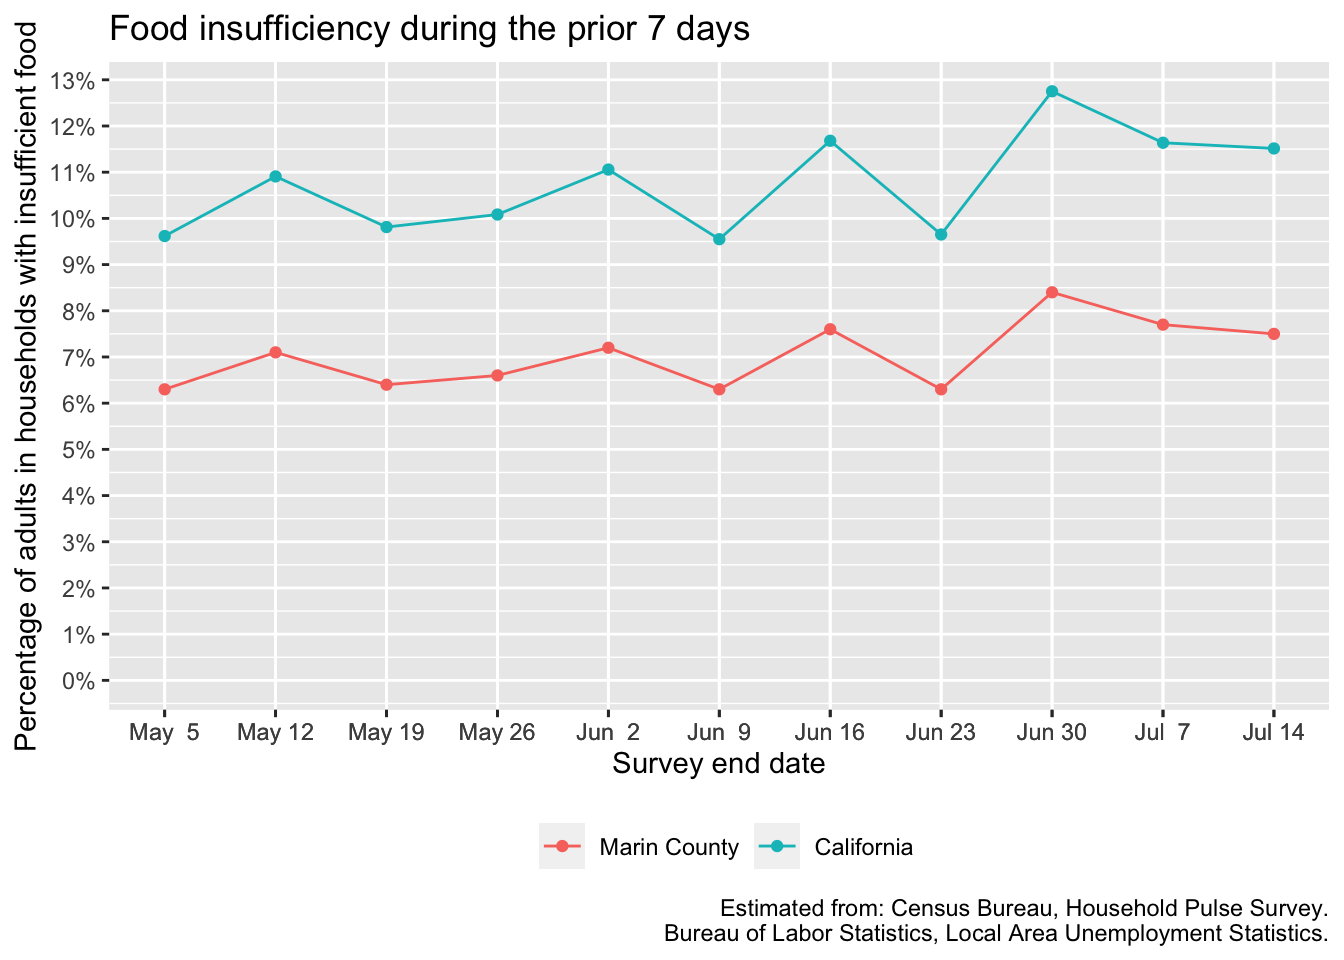 Food insufficiency during the prior 7 days
Percentage of adults in households with insufficient food
13%
12%
11%
10%
9%
8%
7%
6%
5%
4%
3%
2%
1%
0%
May 5 May 12 May 19 May 26 Jun 2 Jun 9 Jun 16 Jun 23 Jun 30 Jul 7 Jul 14
Survey end date
Marin County California
Estimated from: Census Bureau, Household Pulse Survey.
Bureau of Labor Statistics, Local Area Unemployment Statistics.